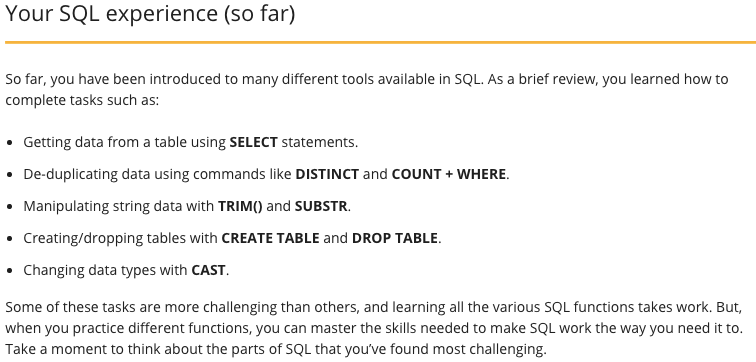 Your SQL experience (so far)
So far, you have been introduced to many different tools available in SQL. As a brief review, you learned how to
complete tasks such as:
• Getting data from a table using SELECT statements.
• De-duplicating data using commands like DISTINCT and COUNT + WHERE.
• Manipulating string data with TRIM() and SUBSTR.
• Creating/dropping tables with CREATE TABLE and DROP TABLE.
• Changing data types with CAST.
Some of these tasks are more challenging than others, and learning all the various SQL functions takes work. But,
when you practice different functions, you can master the skills needed to make SQL work the way you need it to.
Take a moment to think about the parts of SQL that you’ve found most challenging.